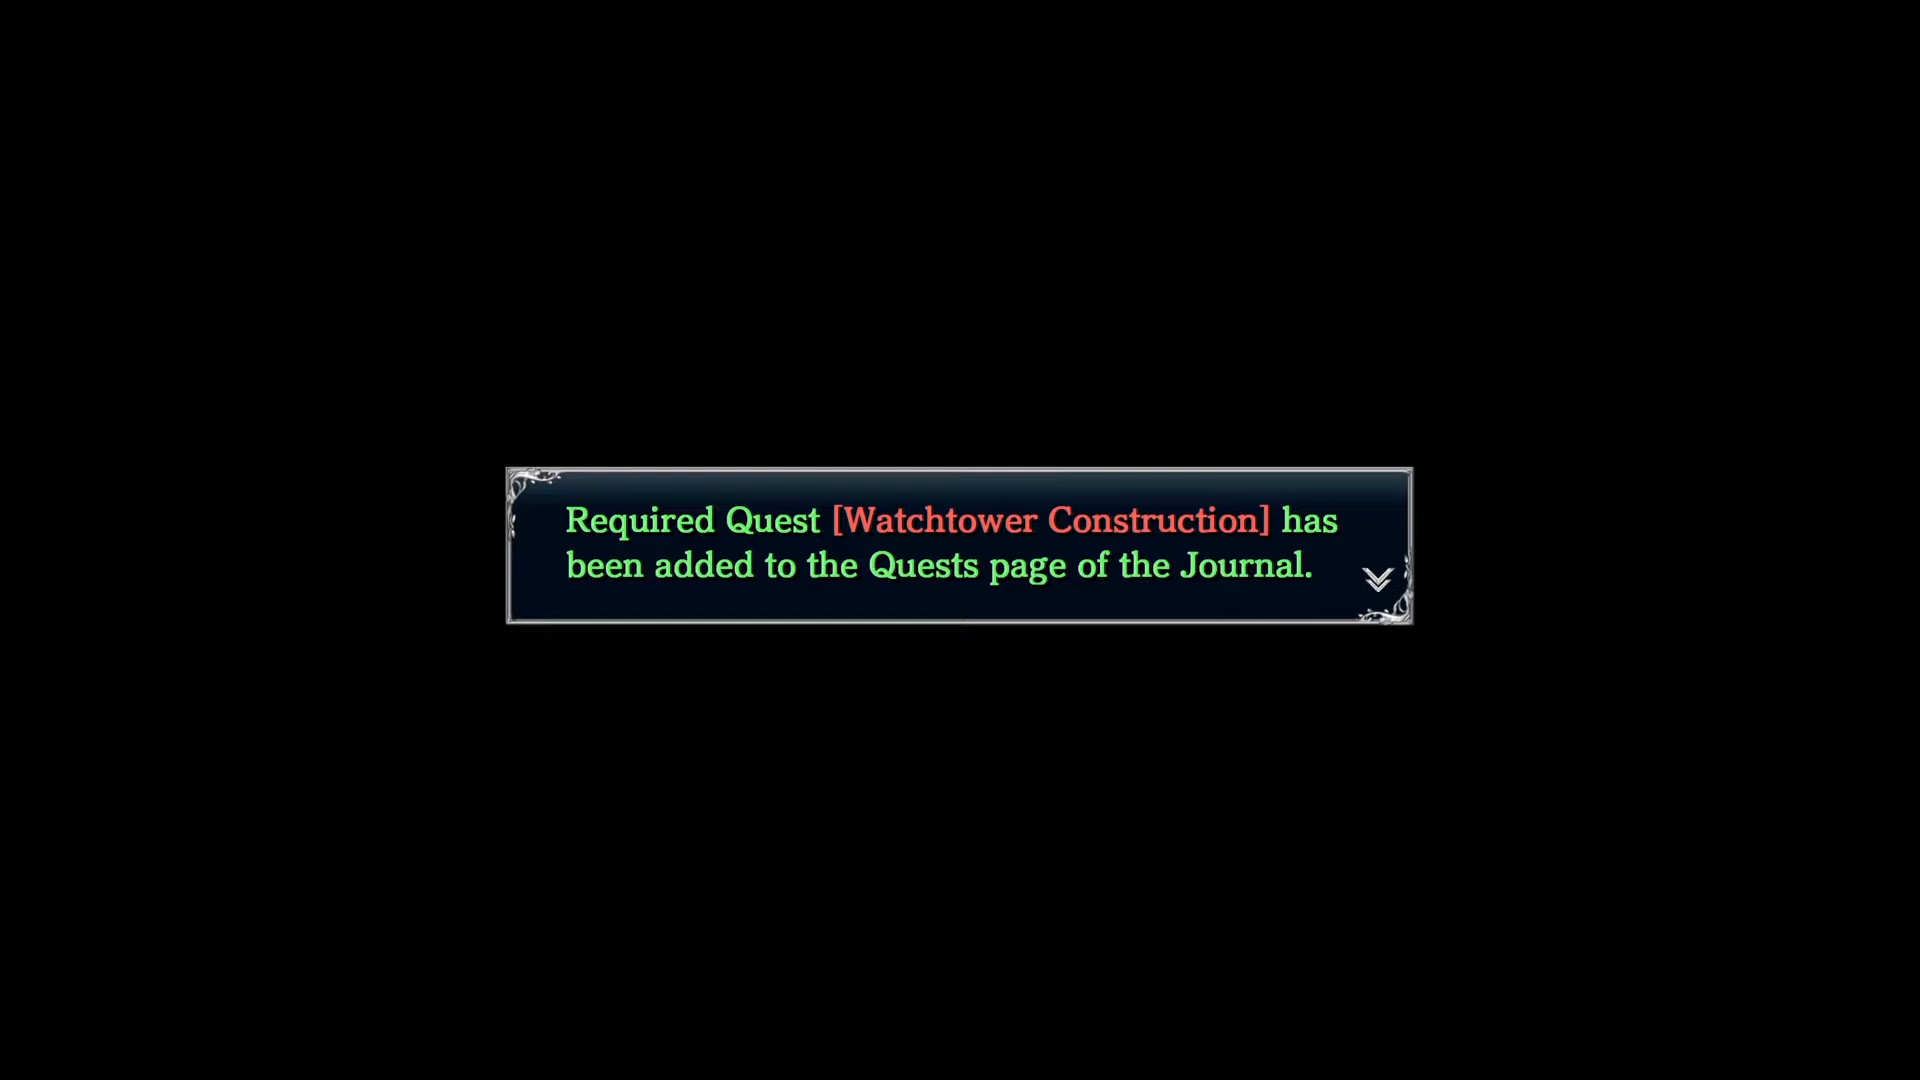 Required Quest [Watchtower Construction] has
been added to the Quests page of the Journal.